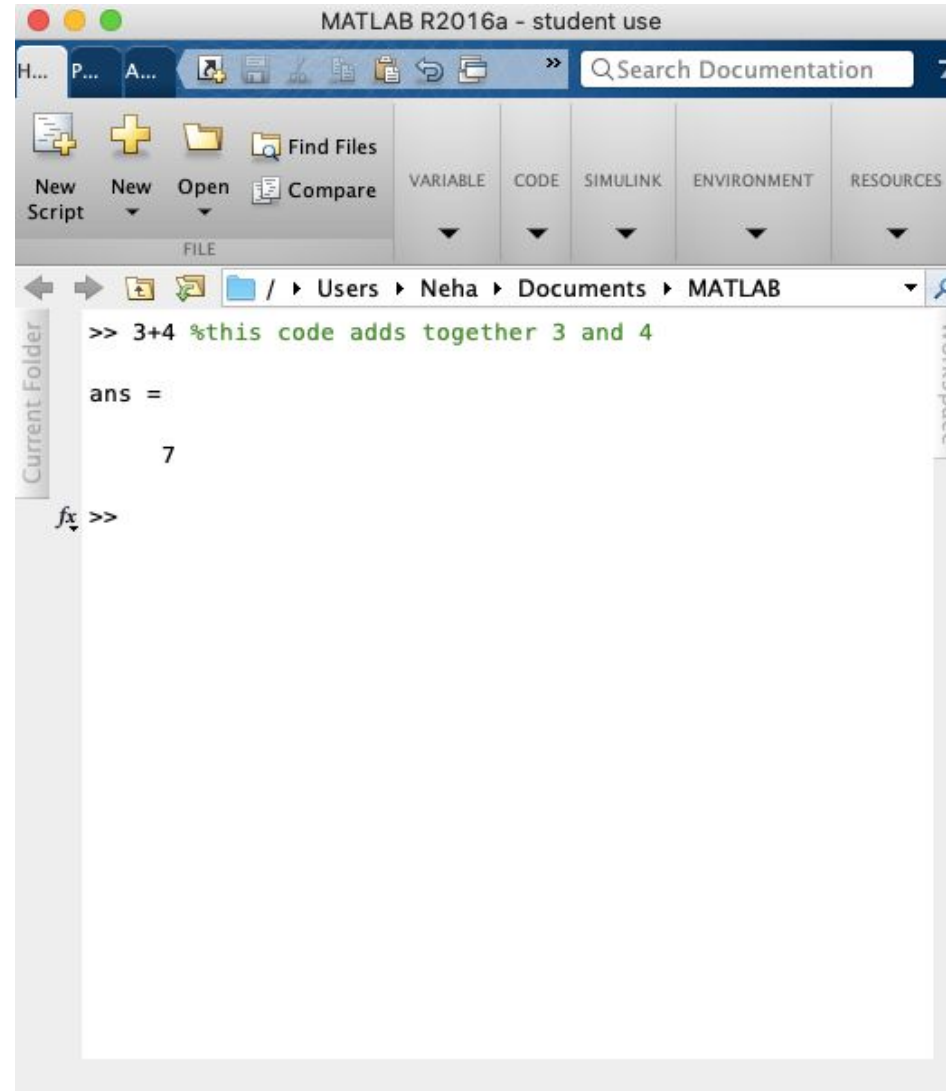 MATLAB R2016a - student use
H... P... A... » Search Documentation
New Script
New
Open
Find Files
Compare
FILE
VARIABLE
CODE
SIMULINK
ENVIRONMENT
RESOURCES
/ ▸ Users ▸ Neha ▸ Documents ▸ MATLAB
Current Folder
>> 3+4 %this code adds together 3 and 4
ans =
7
fx >>
Workspace